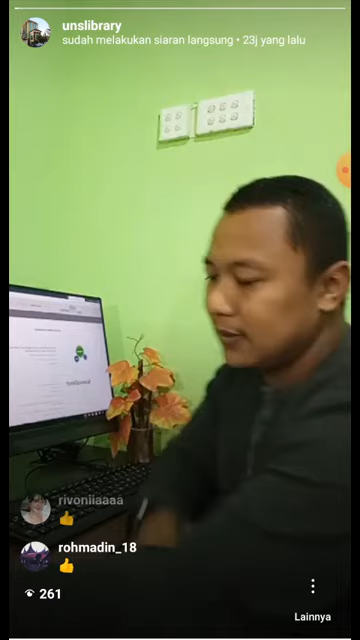 unslibrary
sudah melakukan siaran langsung • 23j yang lalu
rivoniiaaaa
👍
rohmadin_18
👍
261
Lainnya